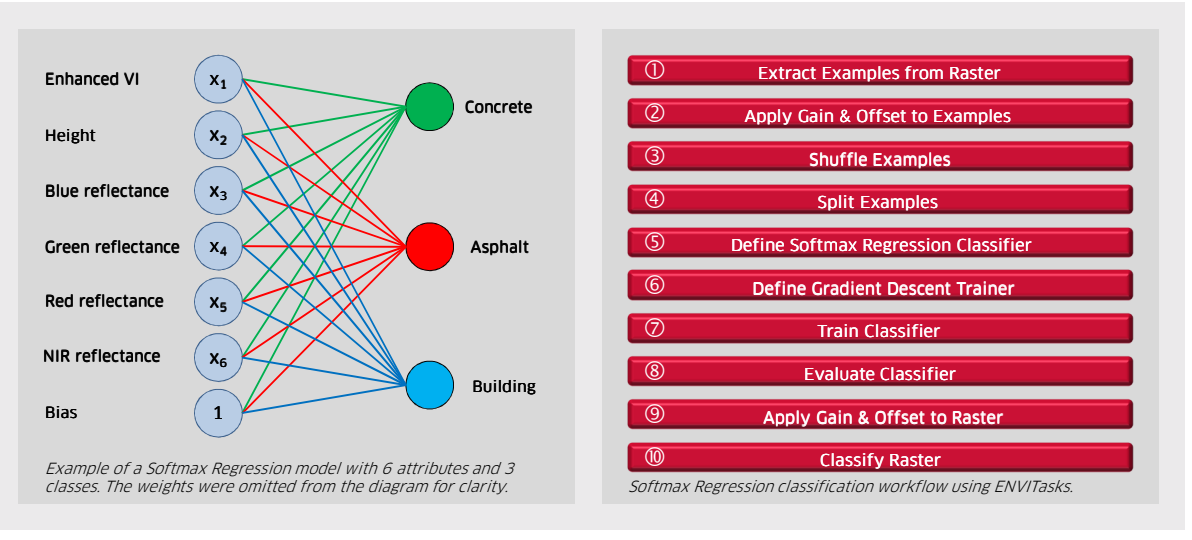 Enhanced VI
x1
Height
x2
Blue reflectance
x3
Green reflectance
x4
Red reflectance
x5
NIR reflectance
x6
Bias
1
Concrete
Asphalt
Building
Example of a Softmax Regression model with 6 attributes and 3
classes. The weights were omitted from the diagram for clarity.
① Extract Examples from Raster
② Apply Gain & Offset to Examples
③ Shuffle Examples
④ Split Examples
⑤ Define Softmax Regression Classifier
⑥ Define Gradient Descent Trainer
⑦ Train Classifier
⑧ Evaluate Classifier
⑨ Apply Gain & Offset to Raster
⑩ Classify Raster
Softmax Regression classification workflow using ENVITasks.